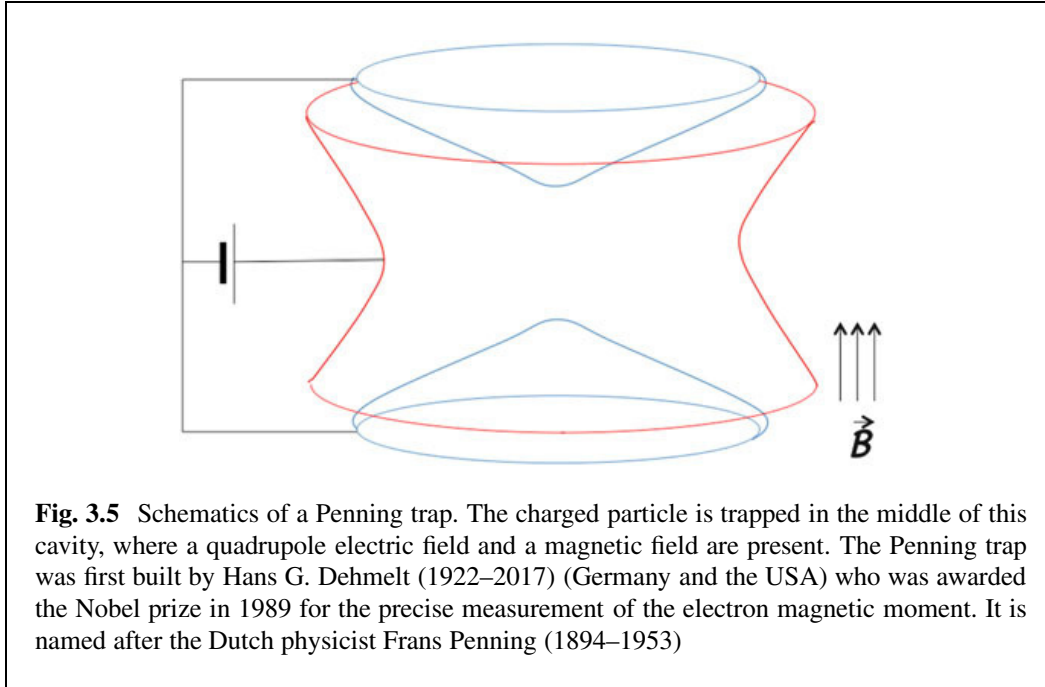 B
Fig. 3.5 Schematics of a Penning trap. The charged particle is trapped in the middle of this
cavity, where a quadrupole electric field and a magnetic field are present. The Penning trap
was first built by Hans G. Dehmelt (1922–2017) (Germany and the USA) who was awarded
the Nobel prize in 1989 for the precise measurement of the electron magnetic moment. It is
named after the Dutch physicist Frans Penning (1894–1953)